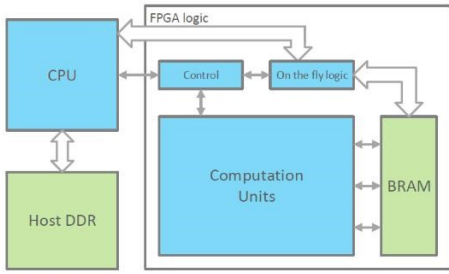 FPGA logic
CPU
Control
On the fly logic
Computation
Units
BRAM
Host DDR